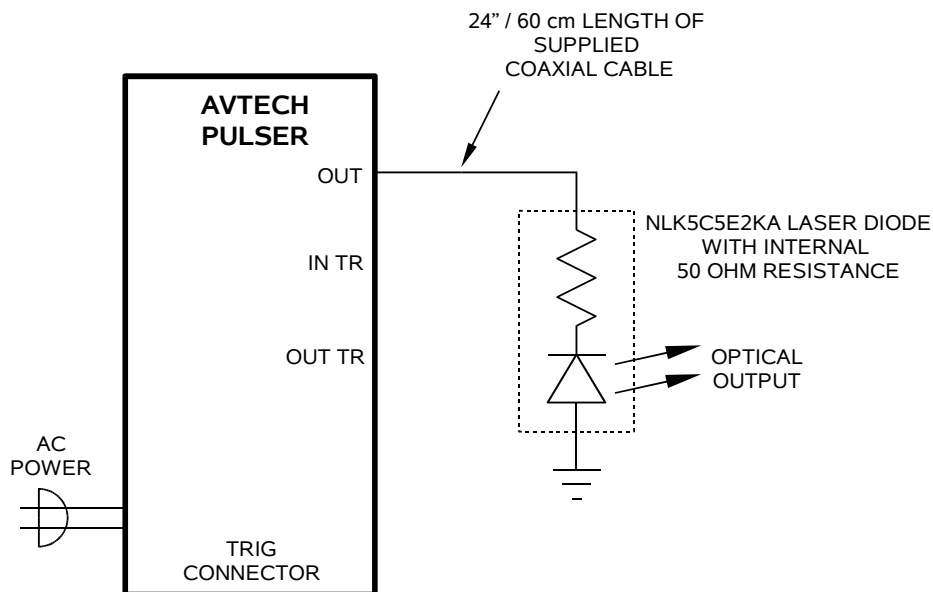 24” / 60 cm LENGTH OF
SUPPLIED
COAXIAL CABLE
AVTECH
PULSER
OUT
IN TR
OUT TR
NLK5C5E2KA LASER DIODE
WITH INTERNAL
50 OHM RESISTANCE
OPTICAL
OUTPUT
AC
POWER
TRIG
CONNECTOR